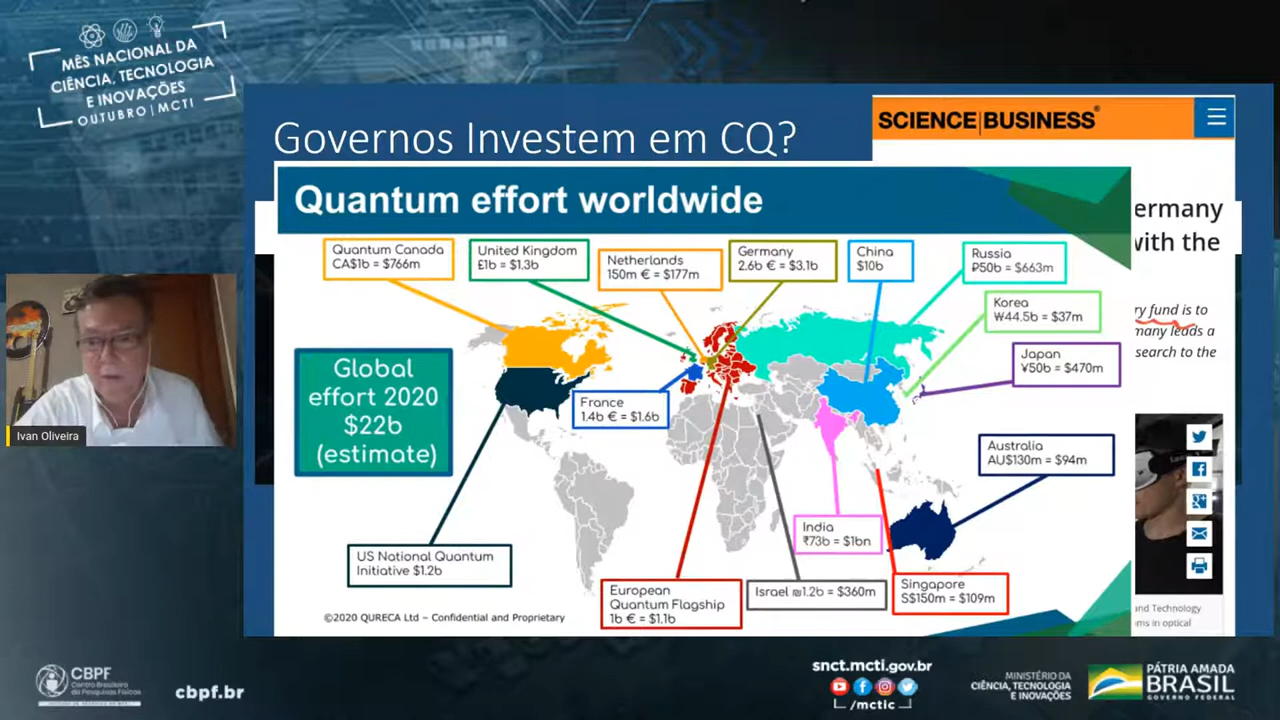 MÊS NACIONAL DA
CIÊNCIA, TECNOLOGIA
E INOVAÇÕES
OUTUBRO | MCTI
Governos Investem em CQ?
SCIENCE|BUSINESS®
Quantum effort worldwide
ermany
with the
Quantum Canada
CA$1b = $766m
United Kingdom
£1b = $1.3b
Netherlands
150m € = $177m
Germany
2.6b € = $3.1b
China
$10b
Russia
₽50b = $663m
Korea
₩44.5b = $37m
Japan
¥50b = $470m
ry fund is to
many leads a
search to the
Global
effort 2020
$22b
(estimate)
France
1.4b € = $1.6b
Ivan Oliveira
Australia
AU$130m = $94m
India
₹73b = $1bn
US National Quantum
Initiative $1.2b
European
Quantum Flagship
1b € = $1.1b
Israel ₪1.2b = $360m
Singapore
S$150m = $109m
©2020 QURECA Ltd – Confidential and Proprietary
and Technology
ms in optical
CBPF
Centro Brasileiro
de Pesquisas Físicas
cbpf.br
snct.mcti.gov.br
/mctic
MINISTÉRIO DA
CIÊNCIA, TECNOLOGIA
E INOVAÇÕES
PÁTRIA AMADA
BRASIL
GOVERNO FEDERAL